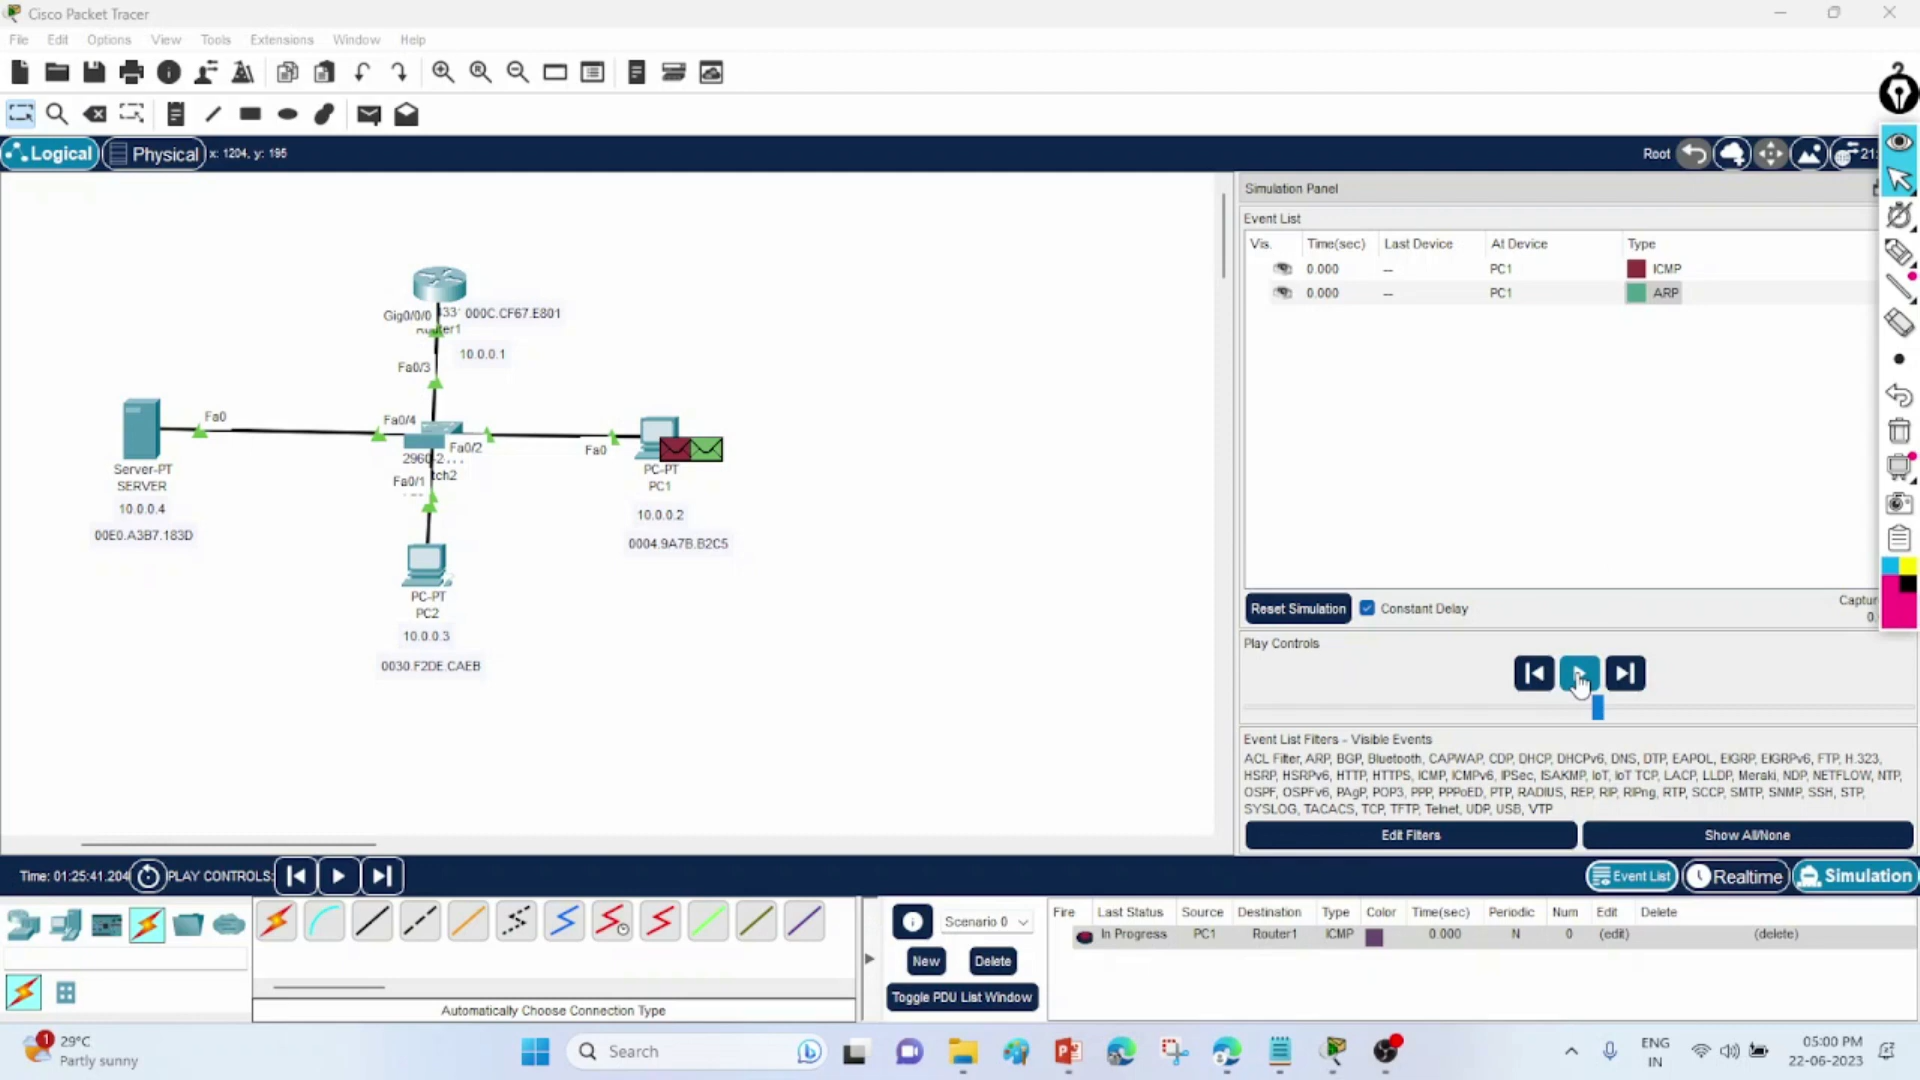 Cisco Packet Tracer
File Edit Options View Tools Extensions Window Help
Logical Physical x: 1204, y: 195
Root 21:
Simulation Panel
Event List
Vis. Time(sec) Last Device At Device Type
0.000 -- PC1 ICMP
0.000 -- PC1 ARP
Gig0/0/0 000C.CF67.E801
10.0.0.1
Fa0/3
Fa0
Fa0/4
Fa0/2
Fa0
Fa0/1
Server-PT
SERVER
10.0.0.4
00E0.A3B7.183D
PC-PT
PC1
10.0.0.2
0004.9A7B.B2C5
PC-PT
PC2
10.0.0.3
0030.F2DE.CAEB
Reset Simulation Constant Delay
Captur
0.
Play Controls
Event List Filters - Visible Events
ACL Filter, ARP, BGP, Bluetooth, CAPWAP, CDP, DHCP, DHCPv6, DNS, DTP, EAPOL, EIGRP, EIGRPv6, FTP, H.323,
HSRP, HSRPv6, HTTP, HTTPS, ICMP, ICMPv6, IPSec, ISAKMP, IoT, IoT TCP, LACP, LLDP, Meraki, NDP, NETFLOW, NTP,
OSPF, OSPFv6, PAgP, POP3, PPP, PPPoED, PTP, RADIUS, REP, RIP, RIPng, RTP, SCCP, SMTP, SNMP, SSH, STP,
SYSLOG, TACACS, TCP, TFTP, Telnet, UDP, USB, VTP
Edit Filters Show All/None
Time: 01:25:41.204 PLAY CONTROLS: Event List Realtime Simulation
Scenario 0
New Delete
Toggle PDU List Window
Fire Last Status Source Destination Type Color Time(sec) Periodic Num Edit Delete
In Progress PC1 Router1 ICMP 0.000 N 0 (edit) (delete)
Automatically Choose Connection Type
1
29°C
Partly sunny
Search
ENG
IN
05:00 PM
22-06-2023